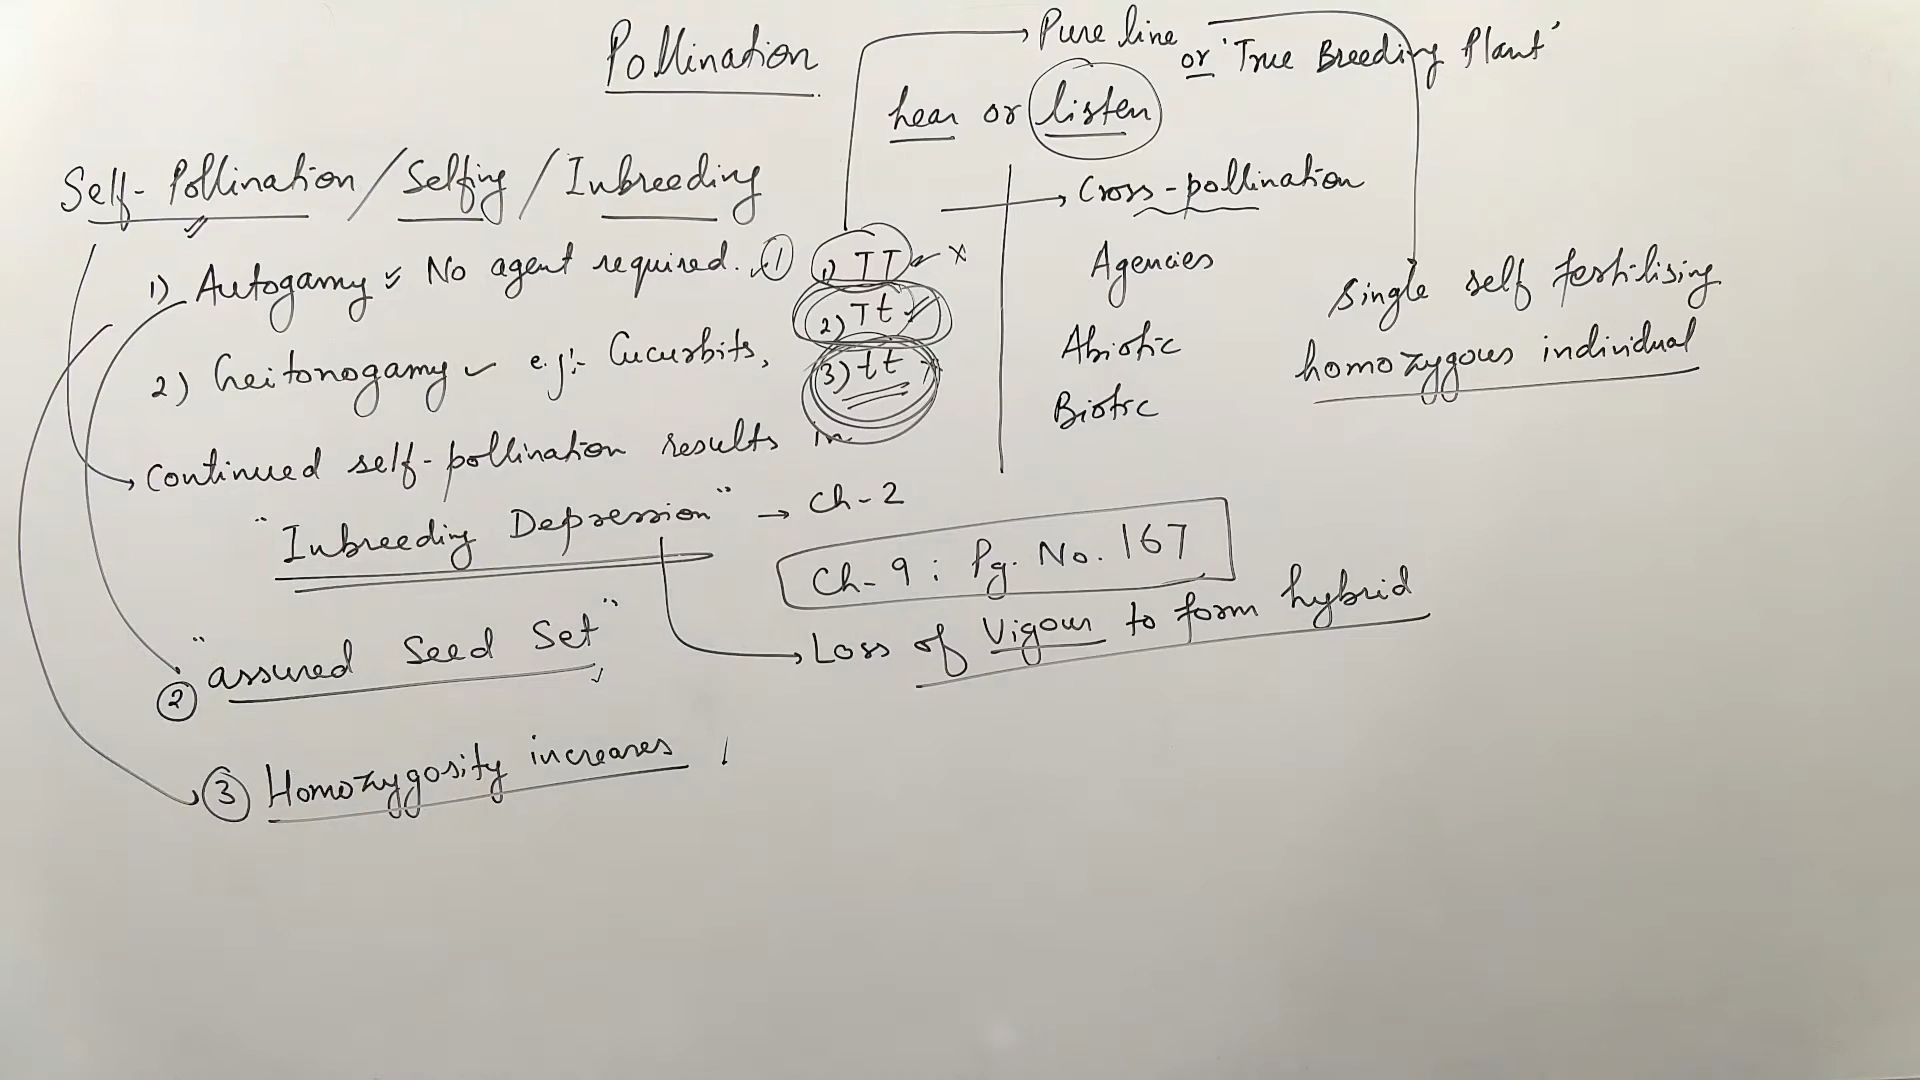 Pollination
Pure line or 'True Breeding Plant'
hear or listen
Self-Pollination / Selfing / Inbreeding
Cross-pollination
1) Autogamy No agent required. ①
1) TT
2) Tt
3) tt
2) Geitonogamy e.g:- Cucurbits,
Agencies
Abiotic
Biotic
Single self fertilising
homozygous individual
Continued self-pollination results in
"Inbreeding Depression" → Ch-2
Ch-9: Pg. No. 167
Loss of Vigour to form hybrid
② "assured Seed Set"
③ Homozygosity increases